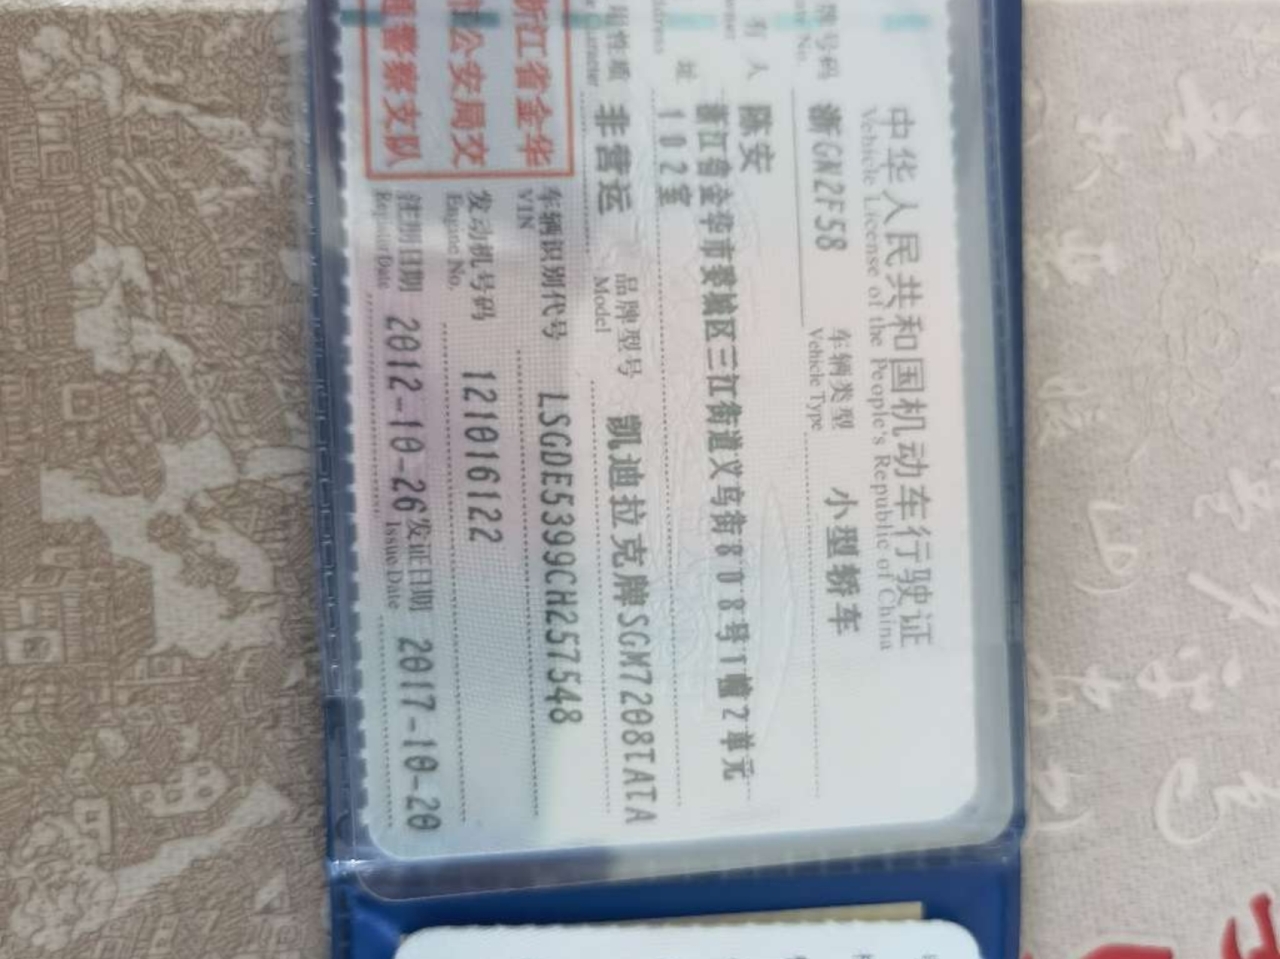 中华人民共和国机动车行驶证
Vehicle License of the People's Republic of China
牌号码 浙GN2F58 车辆类型 小型轿车
No. Vehicle Type
有人 陈安
址 浙江省金华市婺城区三江街道义乌街808号1幢2单元
102室
性质 非营运 品牌型号 凯迪拉克牌SGM7208IATA
Character Model
浙江省金华
公安局交
警察支队
车辆识别代号 LSGDE5399CH257548
VIN
发动机号码 121016122
Engine No.
注册日期 2012-10-26 发证日期 2017-10-20
Register Date Issue Date